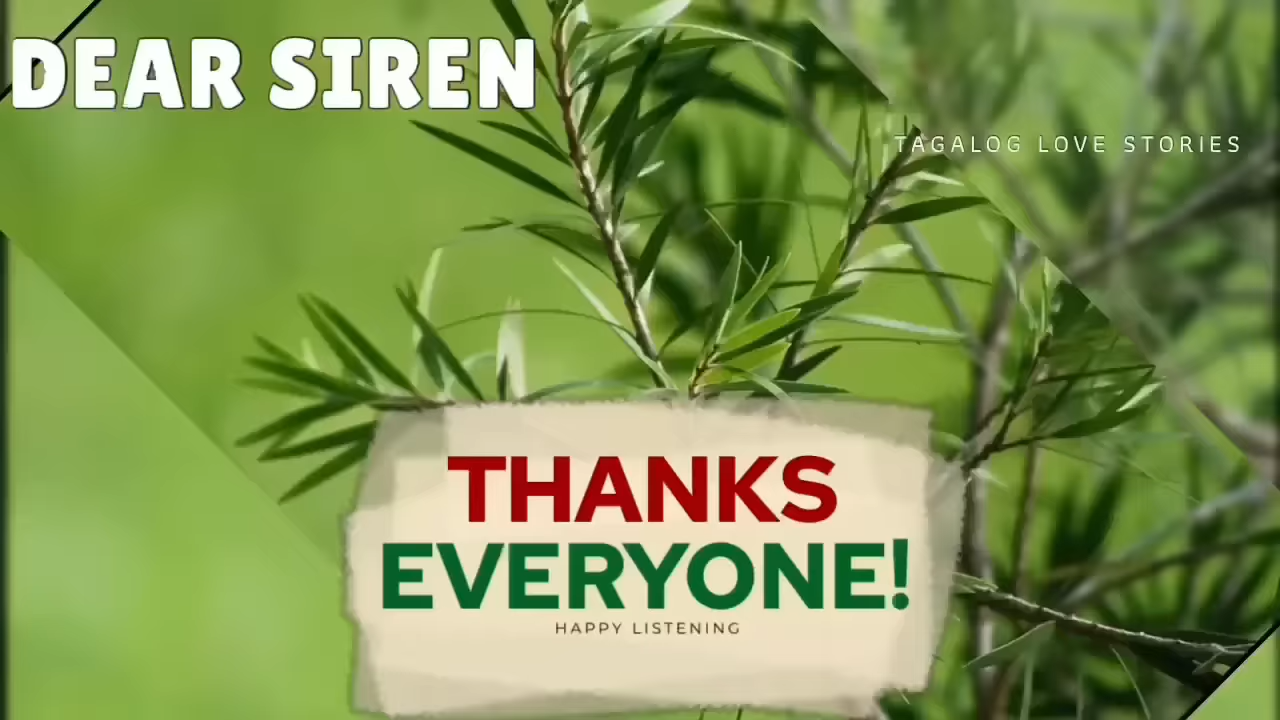 DEAR SIREN
TAGALOG LOVE STORIES
THANKS
EVERYONE!
HAPPY LISTENING